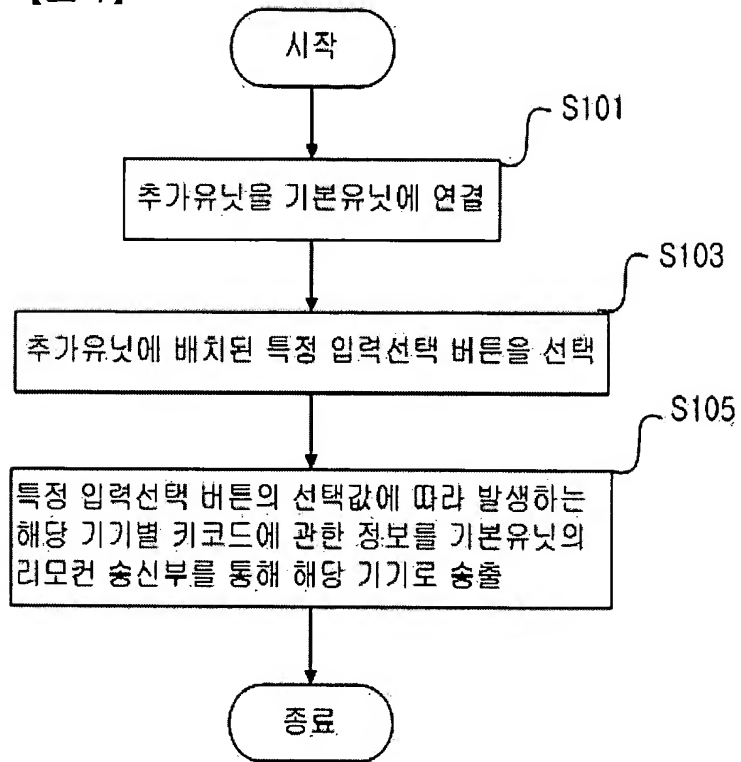 시작
S101
추가유닛을 기본유닛에 연결
S103
추가유닛에 배치된 특정 입력선택 버튼을 선택
S105
특정 입력선택 버튼의 선택값에 따라 발생하는
해당 기기별 키코드에 관한 정보를 기본유닛의
리모컨 송신부를 통해 해당 기기로 송출
종료